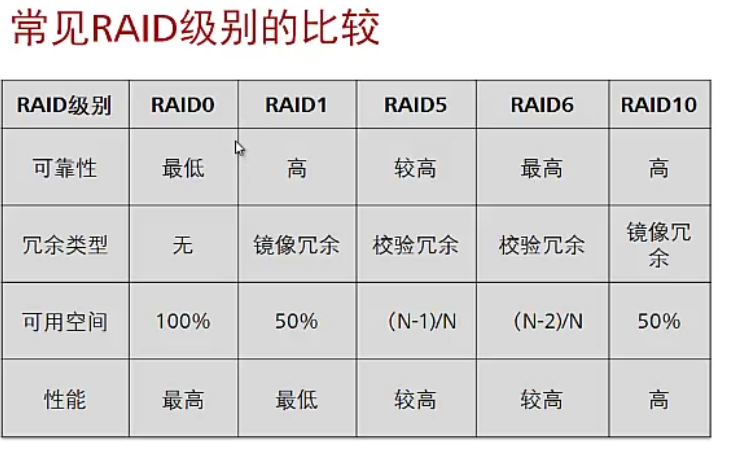 常见RAID级别的比较
RAID级别 RAID0 RAID1 RAID5 RAID6 RAID10
可靠性 最低 高 较高 最高 高
冗余类型 无 镜像冗余 校验冗余 校验冗余 镜像冗余
可用空间 100% 50% (N-1)/N (N-2)/N 50%
性能 最高 最低 较高 较高 高